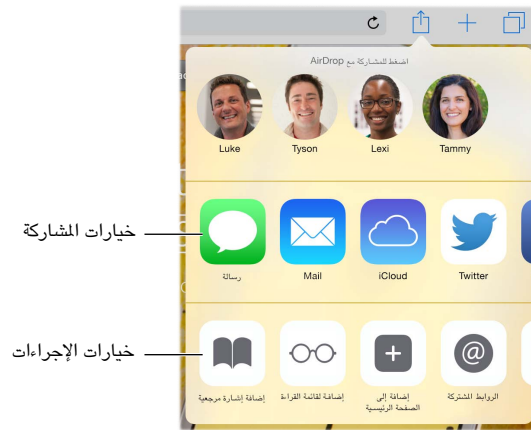 اضغط للمشاركة مع AirDrop
Luke
Tyson
Lexi
Tammy
خيارات المشاركة
رسالة
Mail
iCloud
Twitter
خيارات الإجراءات
إضافة إشارة مرجعية
إضافة لقائمة القراءة
إضافة إلى
الصفحة الرئيسية
الروابط المشتركة
@